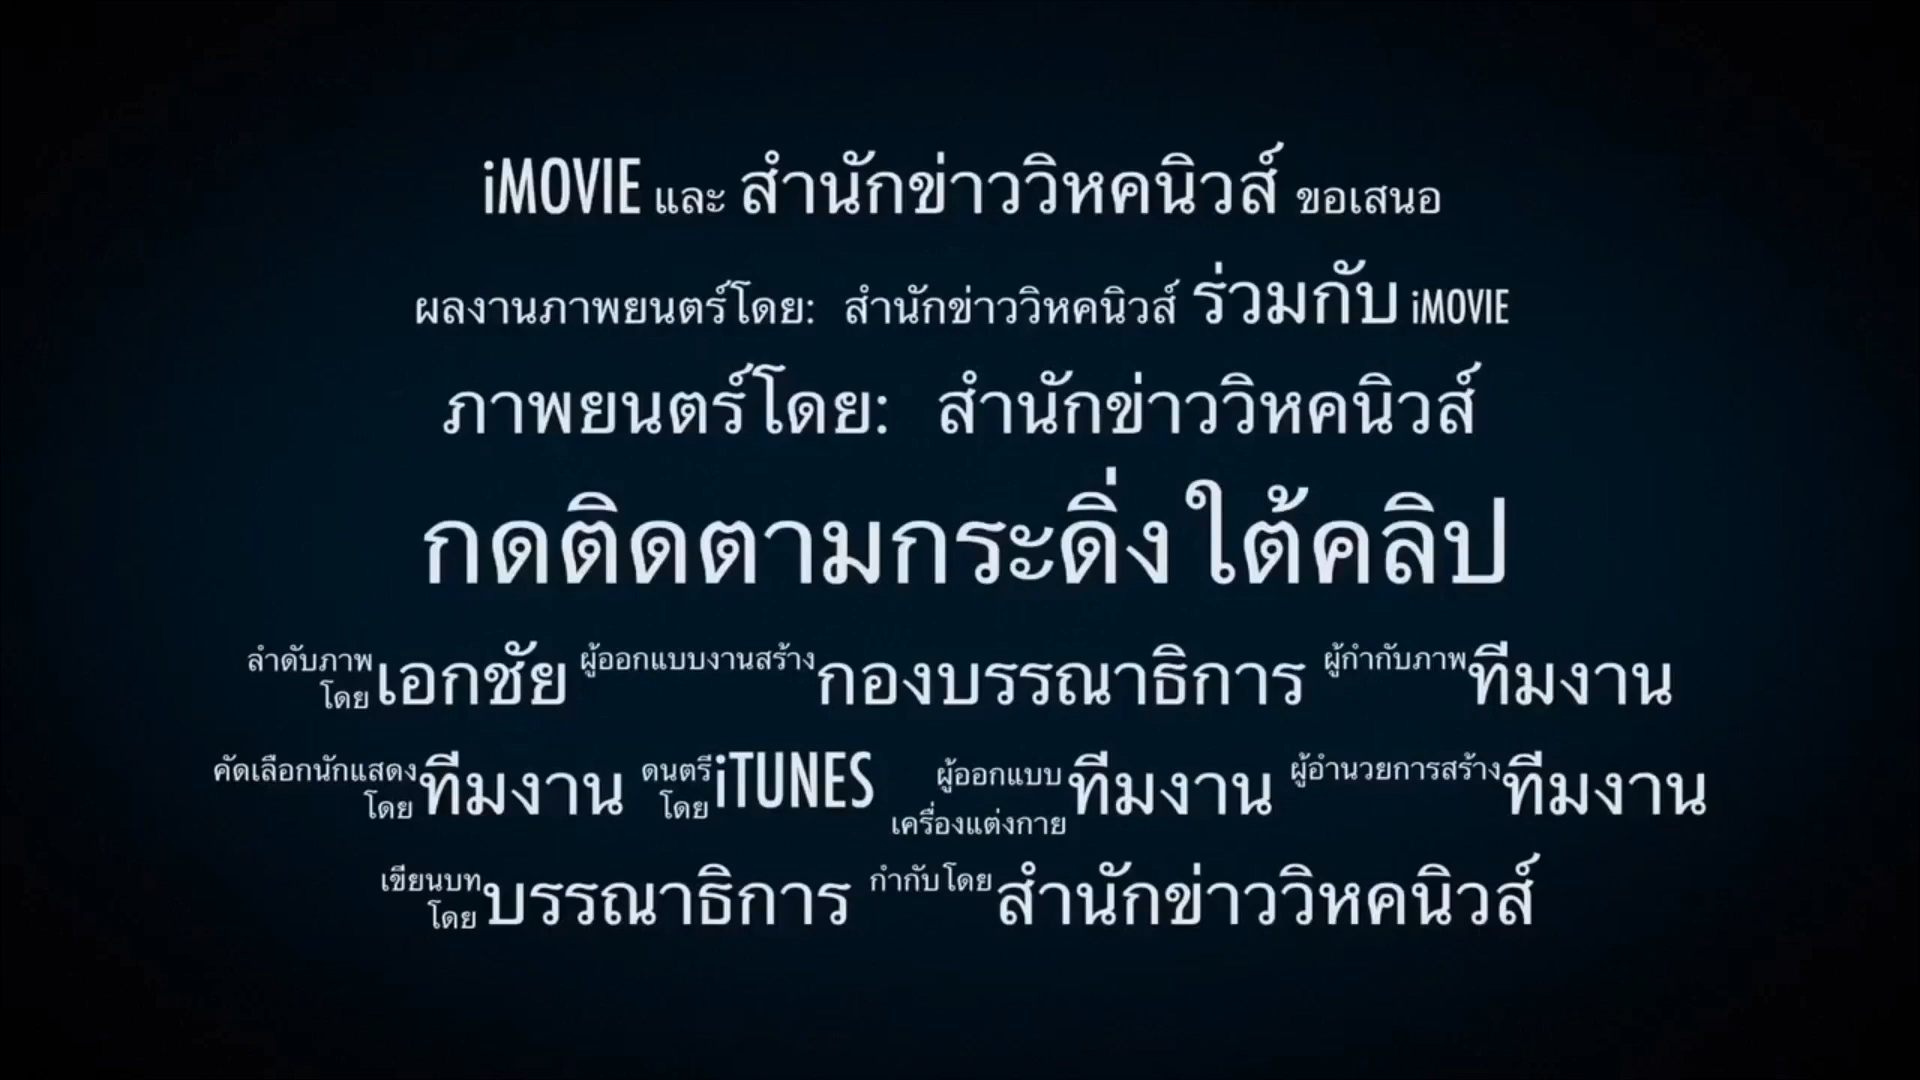 iMOVIE และ สำนักข่าววิหคนิวส์ ขอเสนอ
ผลงานภาพยนตร์โดย: สำนักข่าววิหคนิวส์ ร่วมกับ iMOVIE
ภาพยนตร์โดย: สำนักข่าววิหคนิวส์
กดติดตามกระดิ่งใต้คลิป
ลำดับภาพโดย เอกชัย ผู้ออกแบบงานสร้าง กองบรรณาธิการ ผู้กำกับภาพ ทีมงาน
คัดเลือกนักแสดงโดย ทีมงาน ดนตรีโดย iTUNES ผู้ออกแบบเครื่องแต่งกาย ทีมงาน ผู้อำนวยการสร้าง ทีมงาน
เขียนบทโดย บรรณาธิการ กำกับโดย สำนักข่าววิหคนิวส์